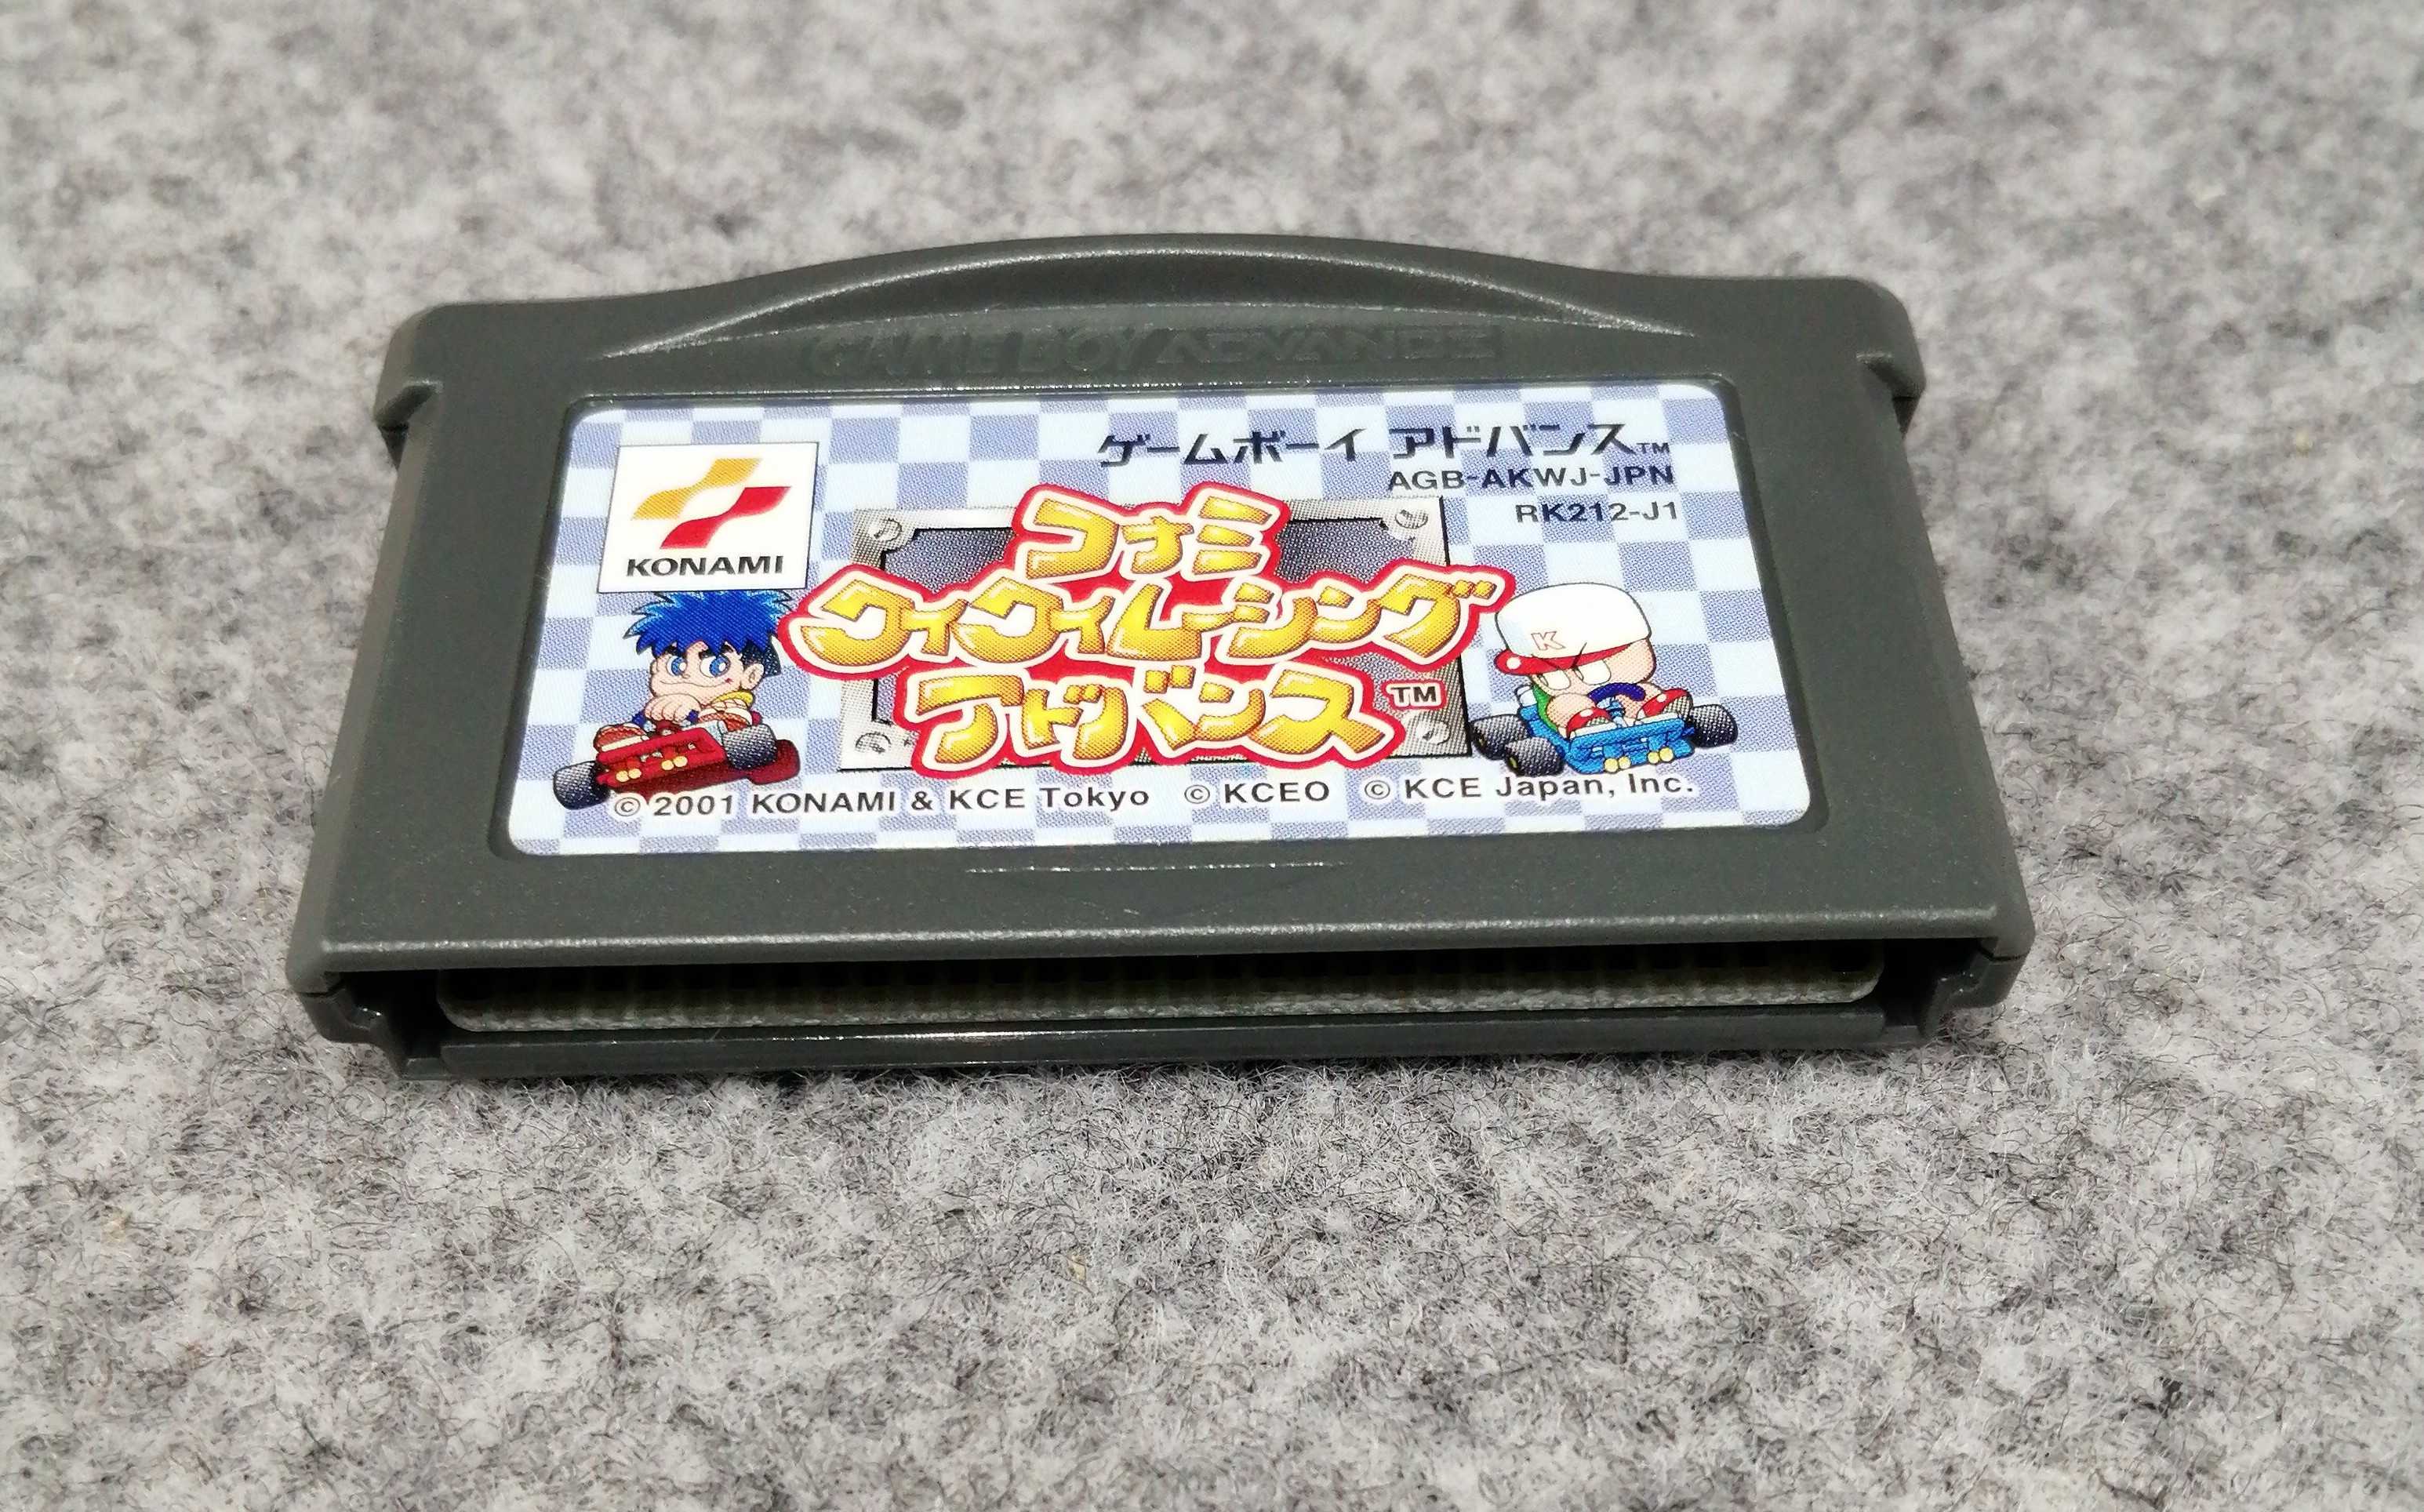 GAME BOY ADVANCE
KONAMI
ゲームボーイ アドバンス™
AGB-AKWJ-JPN
RK212-J1
コナミ
ワイワイレーシング
アドバンス™
K
© 2001 KONAMI & KCE Tokyo © KCEO © KCE Japan, Inc.